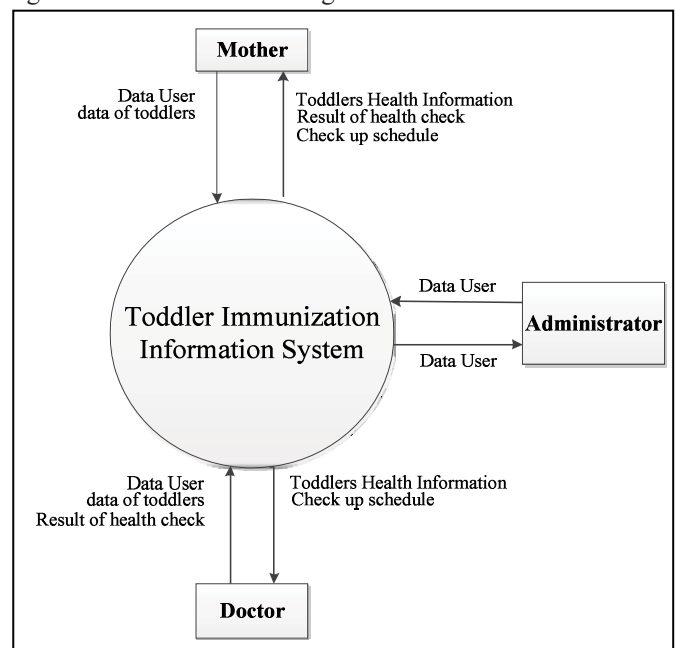 Mother
Data User
data of toddlers
Toddlers Health Information
Result of health check
Check up schedule
Data User
Toddler Immunization
Information System
Administrator
Data User
Data User
data of toddlers
Result of health check
Toddlers Health Information
Check up schedule
Doctor